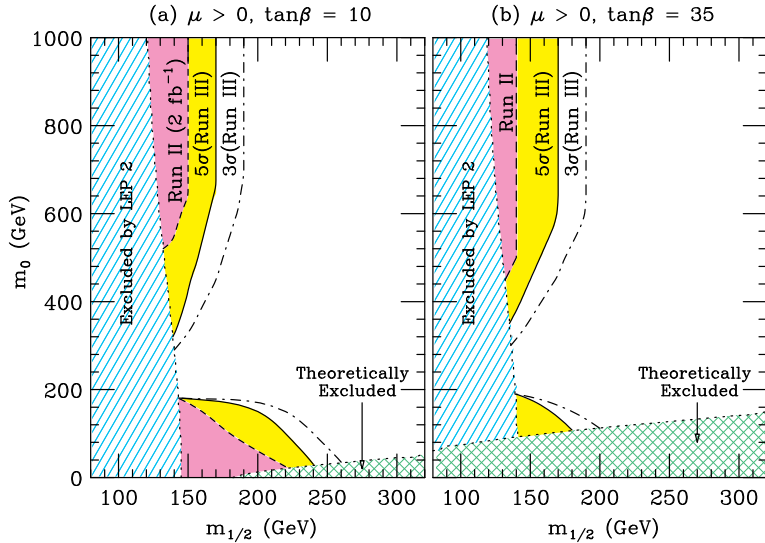 (a) μ > 0, tanβ = 10
(b) μ > 0, tanβ = 35
1000
800
600
400
200
0
m₀ (GeV)
Excluded by LEP 2
Run II (2 fb⁻¹)
5σ(Run III)
3σ(Run III)
Theoretically
Excluded
100
150
200
250
300
m₁/₂ (GeV)
Excluded by LEP 2
Run II
5σ(Run III)
3σ(Run III)
Theoretically
Excluded
100
150
200
250
300
m₁/₂ (GeV)